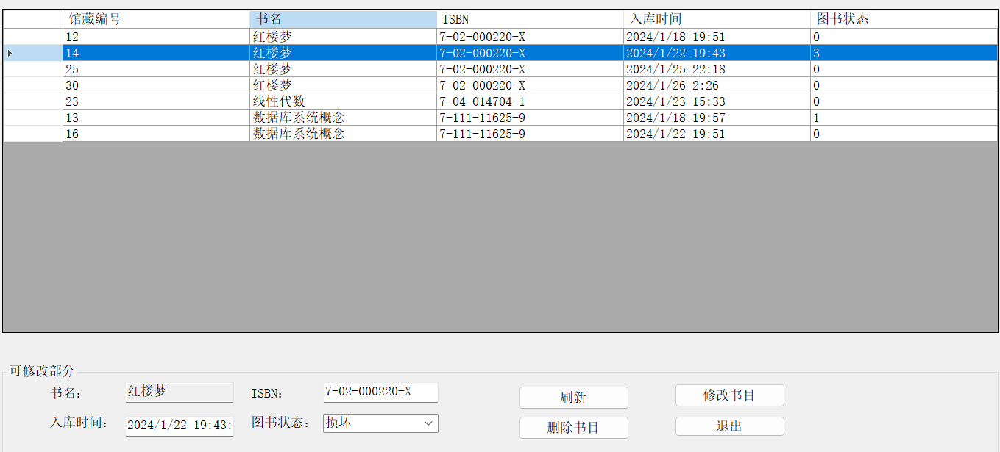 馆藏编号 书名 ISBN 入库时间 图书状态
12 红楼梦 7-02-000220-X 2024/1/18 19:51 0
14 红楼梦 7-02-000220-X 2024/1/22 19:43 3
25 红楼梦 7-02-000220-X 2024/1/25 22:18 0
30 红楼梦 7-02-000220-X 2024/1/26 2:26 0
23 线性代数 7-04-014704-1 2024/1/23 15:33 0
13 数据库系统概念 7-111-11625-9 2024/1/18 19:57 1
16 数据库系统概念 7-111-11625-9 2024/1/22 19:51 0
可修改部分
书名： 红楼梦 ISBN： 7-02-000220-X 刷新 修改书目
入库时间： 2024/1/22 19:43: 图书状态： 损坏 删除书目 退出